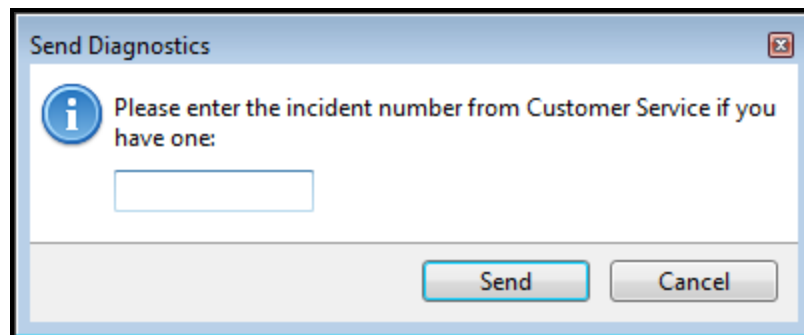 Send Diagnostics
Please enter the incident number from Customer Service if you
have one:
Send
Cancel